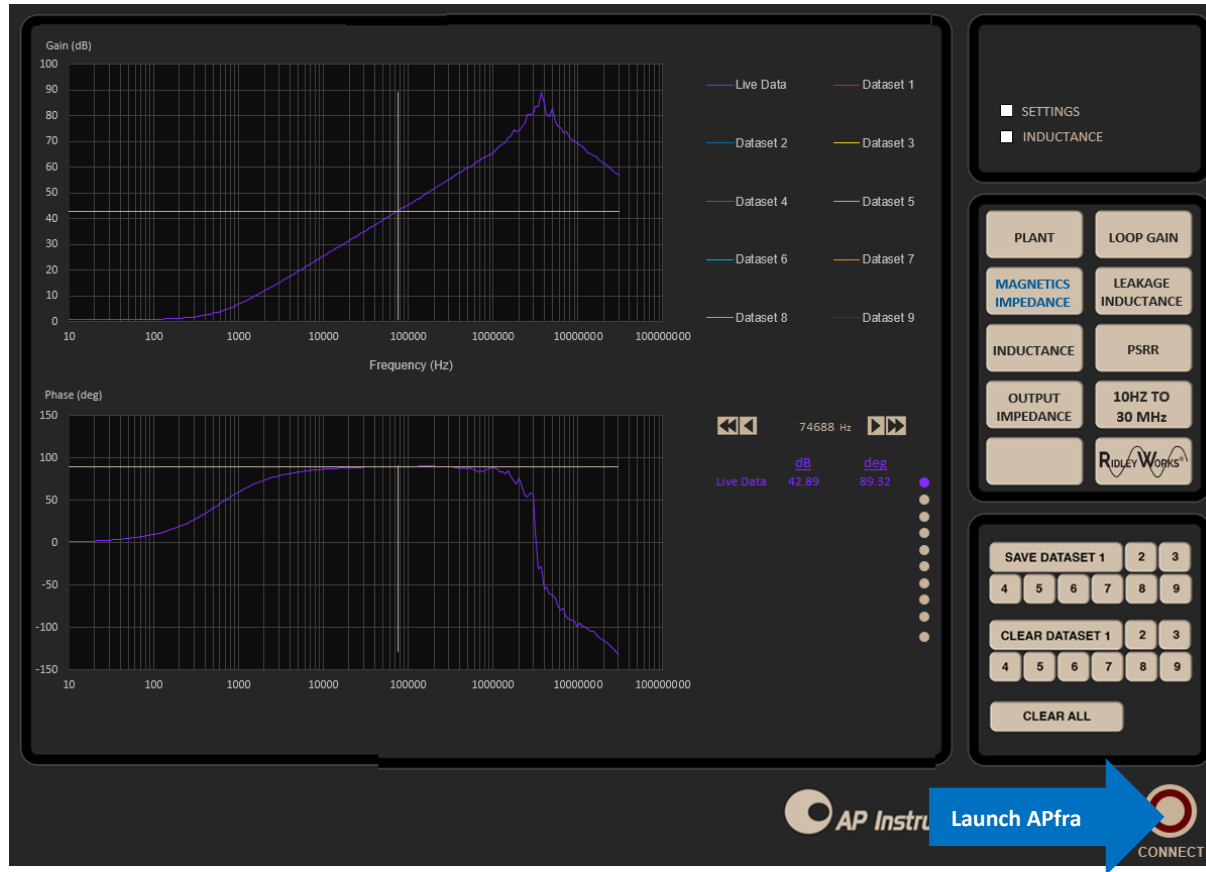 Gain (dB)
100
90
80
70
60
50
40
30
20
10
0
10 100 1000 10000 100000 1000000 10000000 100000000
Frequency (Hz)
Live Data Dataset 1
Dataset 2 Dataset 3
Dataset 4 Dataset 5
Dataset 6 Dataset 7
Dataset 8 Dataset 9
Phase (deg)
150
100
50
0
-50
-100
-150
10 100 1000 10000 100000 1000000 10000000 100000000
74688 Hz
dB deg
Live Data 42.89 89.32
SETTINGS
INDUCTANCE
PLANT
LOOP GAIN
MAGNETICS
IMPEDANCE
LEAKAGE
INDUCTANCE
INDUCTANCE
PSRR
OUTPUT
IMPEDANCE
10HZ TO
30 MHz
RIDLEYWORKS®
SAVE DATASET 1 2 3
4 5 6 7 8 9
CLEAR DATASET 1 2 3
4 5 6 7 8 9
CLEAR ALL
AP Instru
Launch APfra
CONNECT